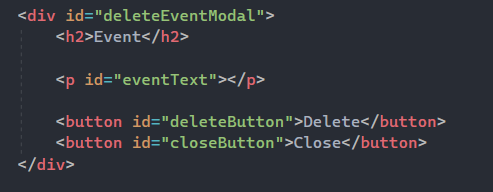 <div id="deleteEventModal">
<h2>Event</h2>
<p id="eventText"></p>
<button id="deleteButton">Delete</button>
<button id="closeButton">Close</button>
</div>